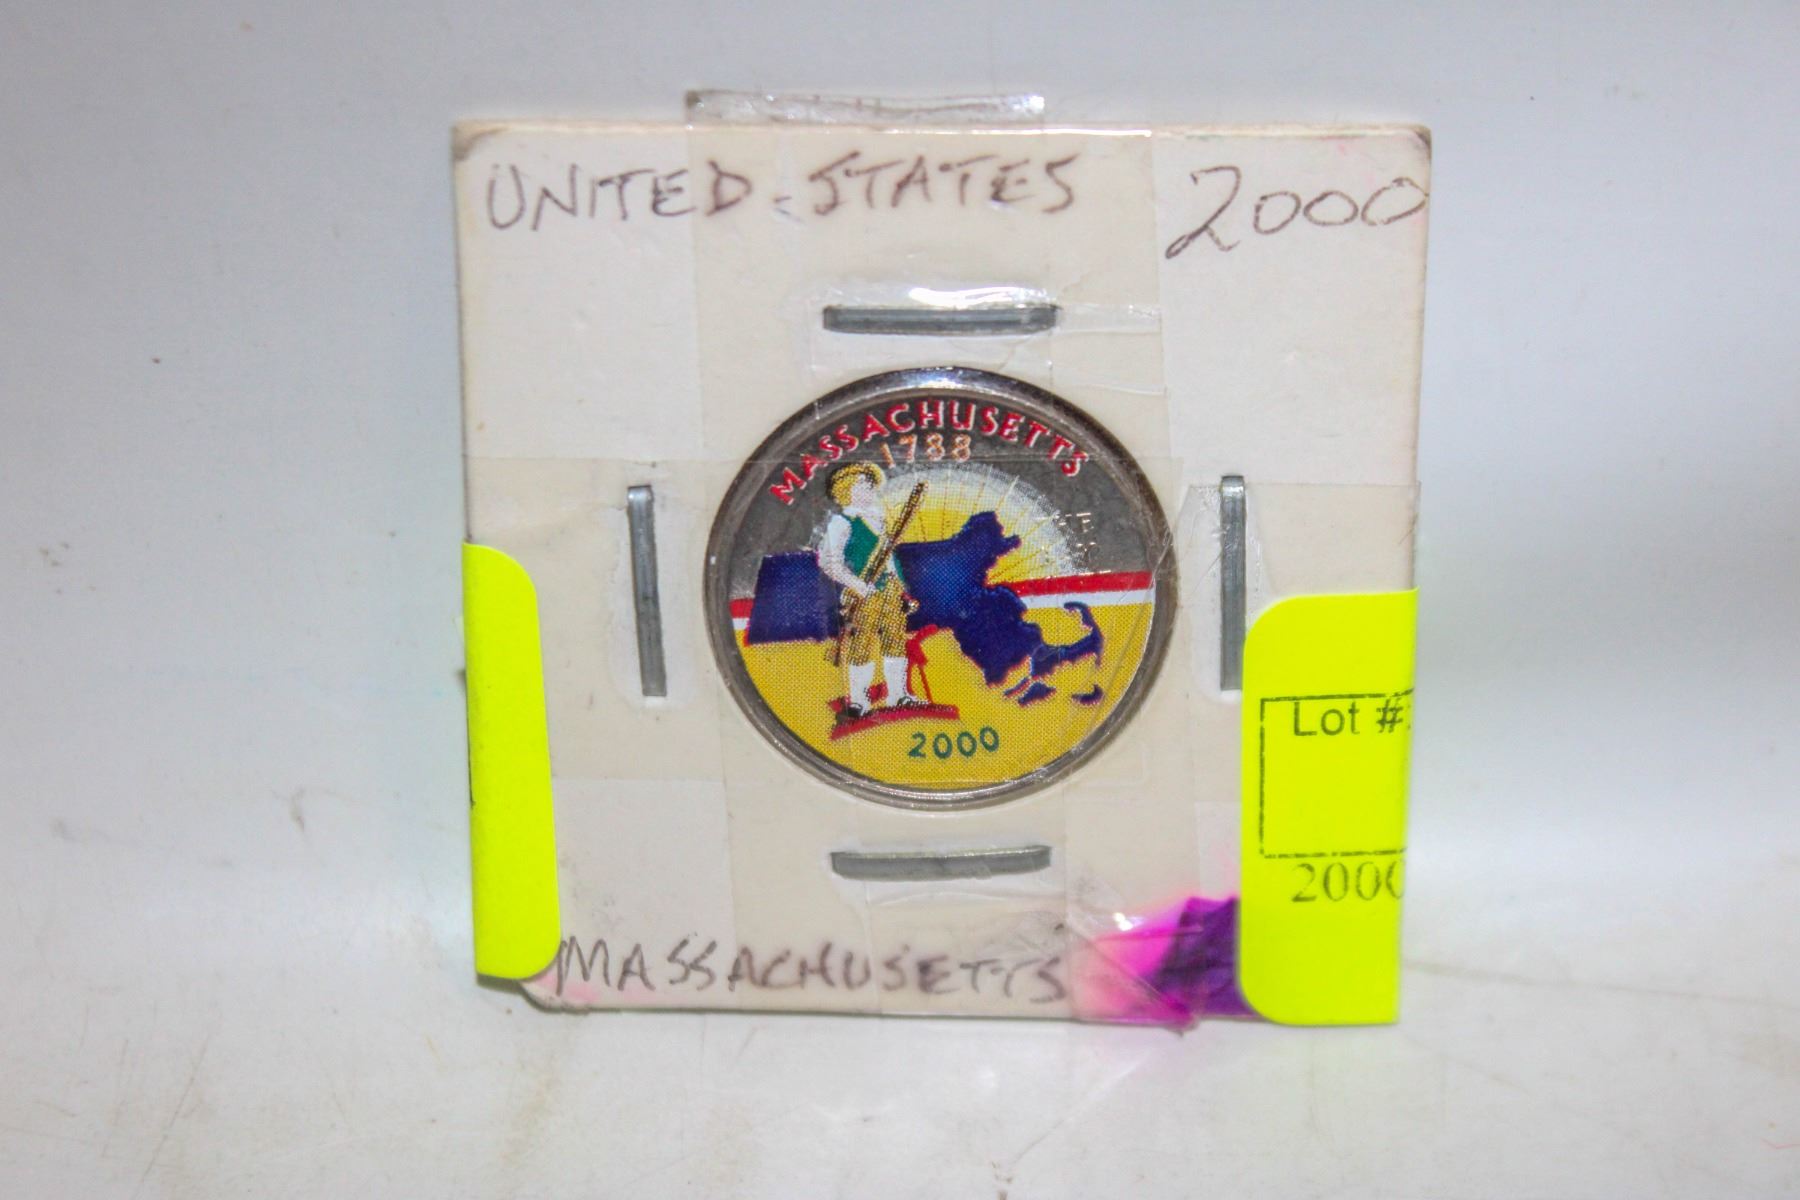 UNITED STATES 2000
MASSACHUSETTS
1788
2000
Lot #
2000
MASSACHUSETTS